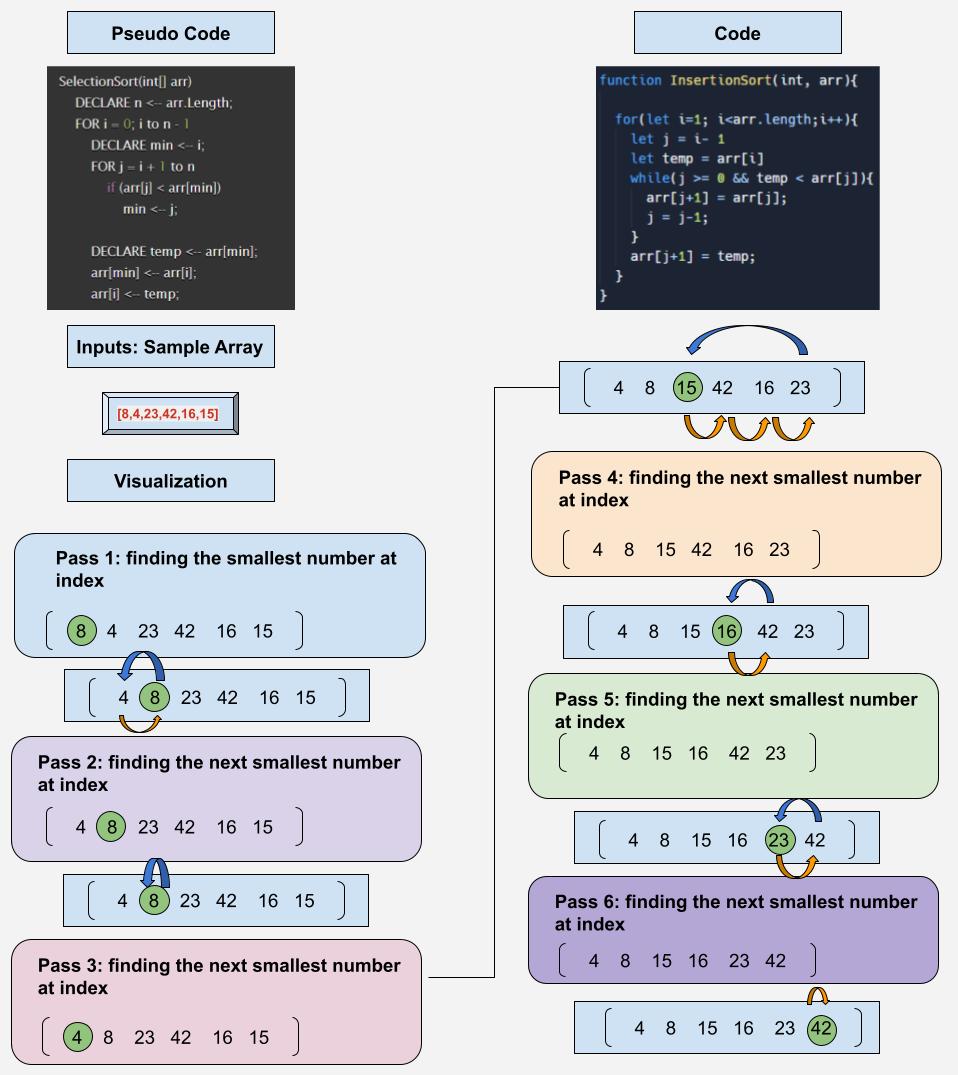 Pseudo Code
SelectionSort(int[] arr)
DECLARE n <-- arr.Length;
FOR i = 0; i to n - 1
DECLARE min <-- i;
FOR j = i + 1 to n
if (arr[j] < arr[min])
min <-- j;
DECLARE temp <-- arr[min];
arr[min] <-- arr[i];
arr[i] <-- temp;
Inputs: Sample Array
[8,4,23,42,16,15]
Visualization
Pass 1: finding the smallest number at
index
8 4 23 42 16 15
4 8 23 42 16 15
Pass 2: finding the next smallest number
at index
4 8 23 42 16 15
4 8 23 42 16 15
Pass 3: finding the next smallest number
at index
4 8 23 42 16 15
Code
function InsertionSort(int, arr){
for(let i=1; i<arr.length;i++){
let j = i- 1
let temp = arr[i]
while(j >= 0 && temp < arr[j]){
arr[j+1] = arr[j];
j = j-1;
}
arr[j+1] = temp;
}
}
4 8 15 42 16 23
Pass 4: finding the next smallest number
at index
4 8 15 42 16 23
4 8 15 16 42 23
Pass 5: finding the next smallest number
at index
4 8 15 16 42 23
4 8 15 16 23 42
Pass 6: finding the next smallest number
at index
4 8 15 16 23 42
4 8 15 16 23 42